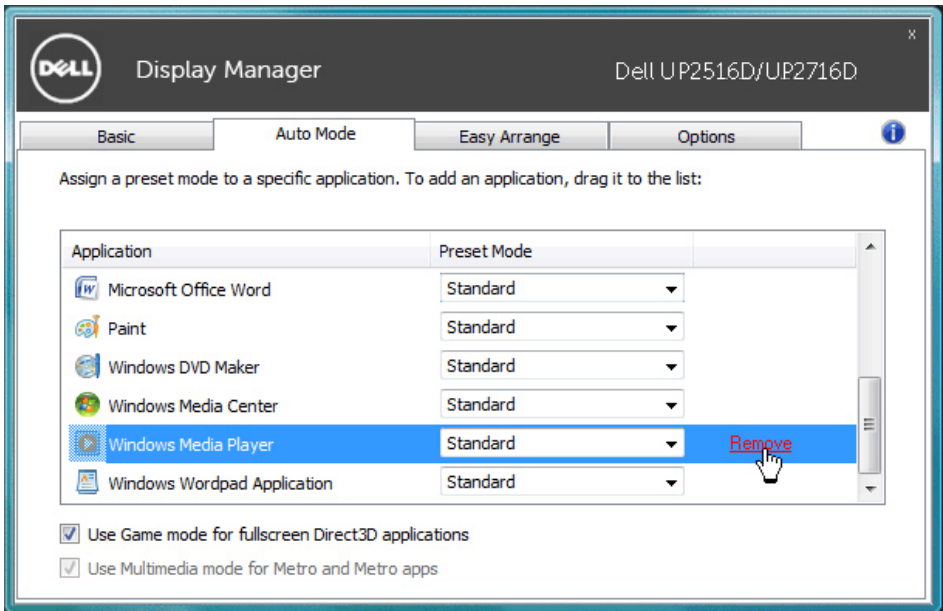 x
DELL
Display Manager
Dell UP2516D/UP2716D
Basic
Auto Mode
Easy Arrange
Options
i
Assign a preset mode to a specific application. To add an application, drag it to the list:
Application Preset Mode
Microsoft Office Word Standard
Paint Standard
Windows DVD Maker Standard
Windows Media Center Standard
Windows Media Player Standard Remove
Windows Wordpad Application Standard
Use Game mode for fullscreen Direct3D applications
Use Multimedia mode for Metro and Metro apps